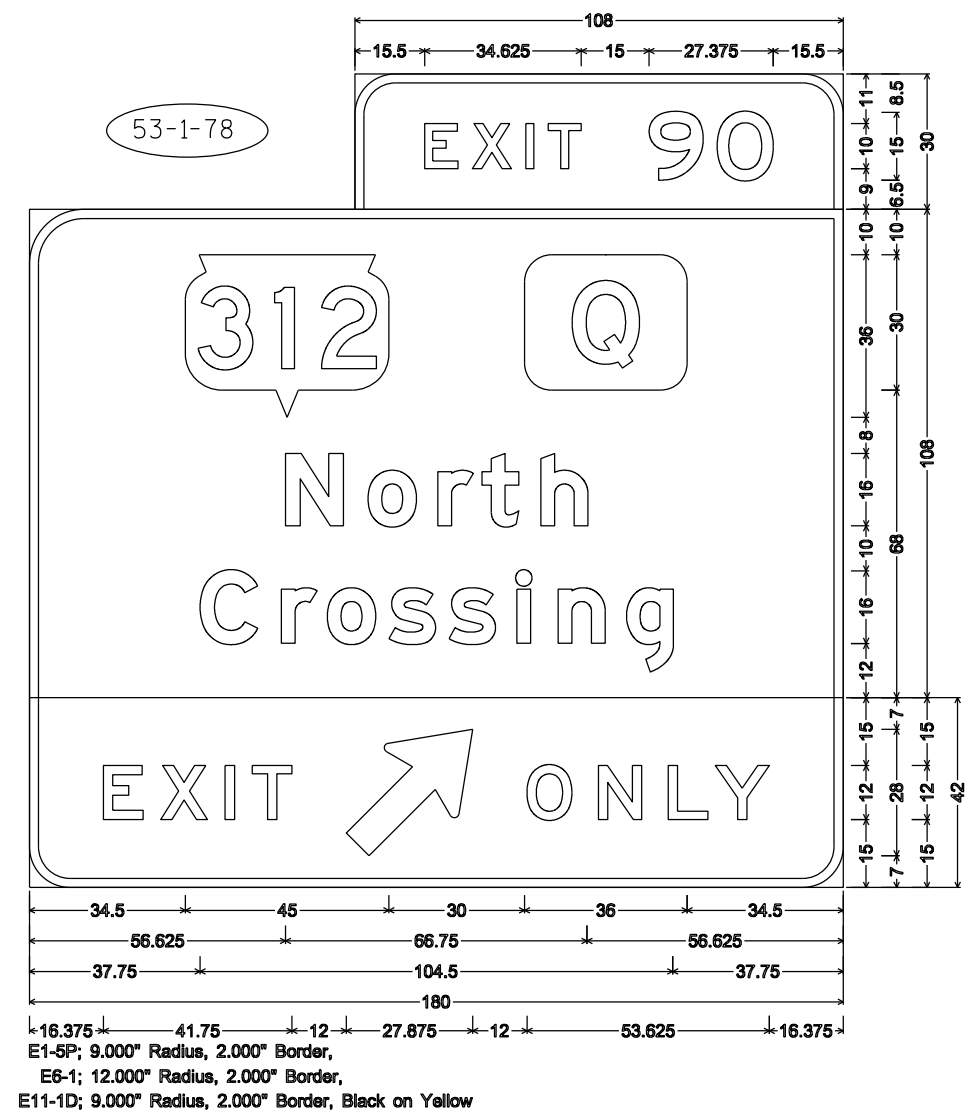 108
15.5 34.625 15 27.375 15.5
53-1-78
EXIT 90
11 10 9
8.5 15 6.5
30
312 Q
North
Crossing
EXIT ONLY
10 36 8 16 10 16 12 15 12 15
10 30 68 7 28 7
108 15 12 15
42
34.5 45 30 36 34.5
56.625 66.75 56.625
37.75 104.5 37.75
180
16.375 41.75 12 27.875 12 53.625 16.375
E1-5P; 9.000" Radius, 2.000" Border,
E6-1; 12.000" Radius, 2.000" Border,
E11-1D; 9.000" Radius, 2.000" Border, Black on Yellow